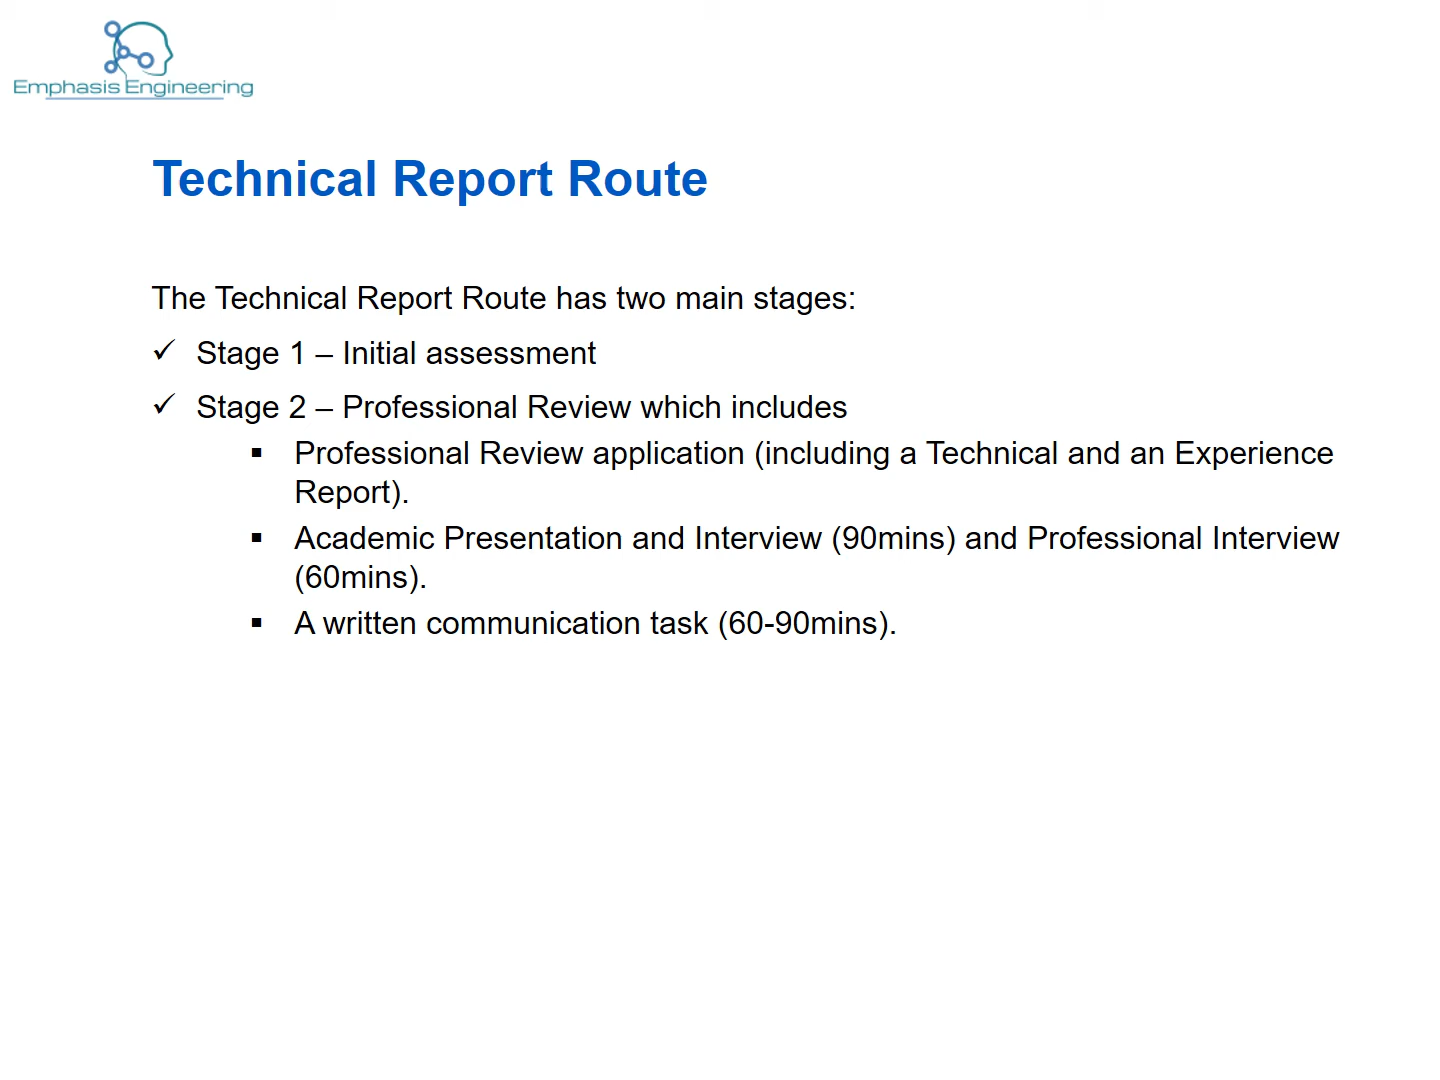 Emphasis Engineering
Technical Report Route
The Technical Report Route has two main stages:
✓ Stage 1 – Initial assessment
✓ Stage 2 – Professional Review which includes
▪ Professional Review application (including a Technical and an Experience
Report).
▪ Academic Presentation and Interview (90mins) and Professional Interview
(60mins).
▪ A written communication task (60-90mins).